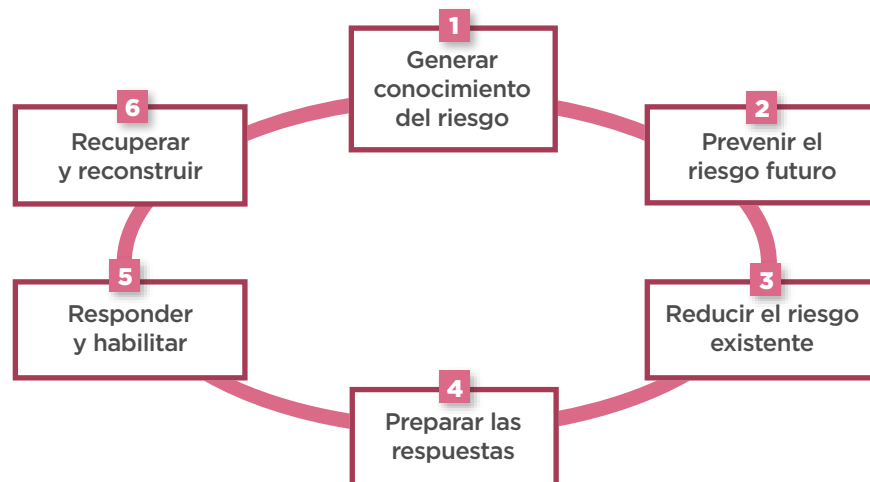 1
Generar
conocimiento
del riesgo
2
Prevenir el
riesgo futuro
3
Reducir el riesgo
existente
4
Preparar las
respuestas
5
Responder
y habilitar
6
Recuperar
y reconstruir